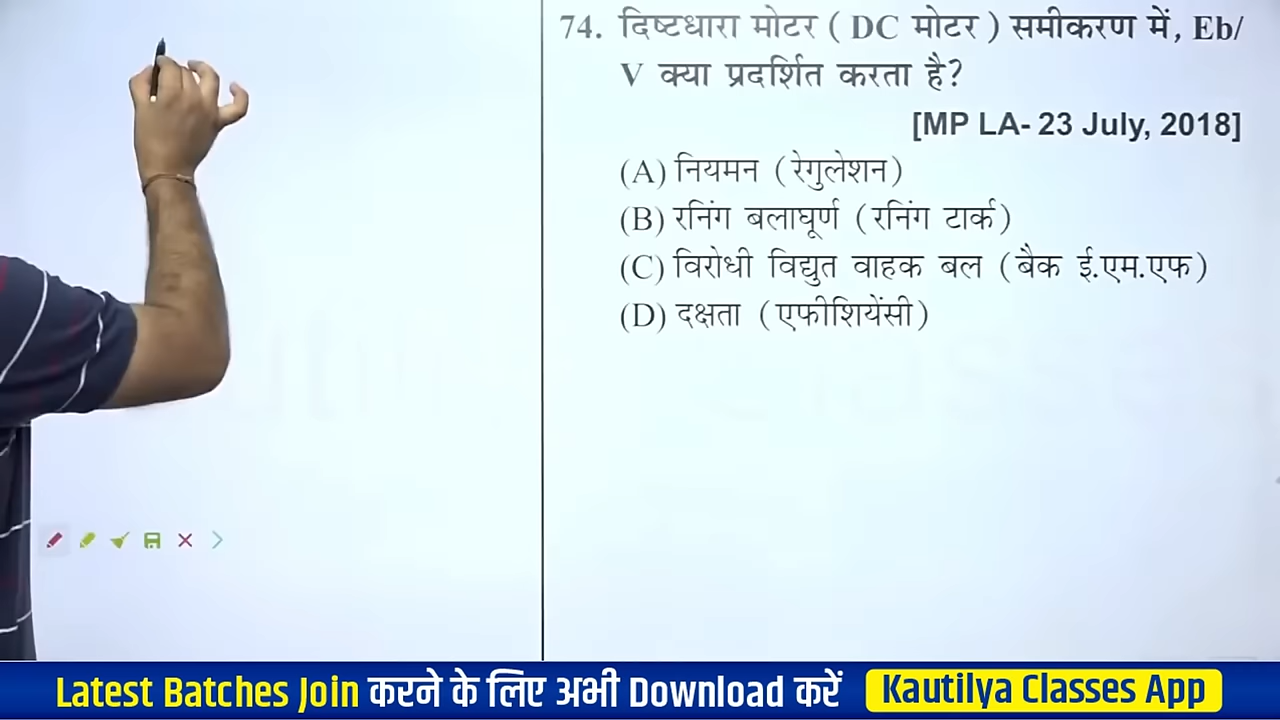 74. दिष्टधारा मोटर ( DC मोटर ) समीकरण में, Eb/
V क्या प्रदर्शित करता है?
[MP LA- 23 July, 2018]
(A) नियमन (रेगुलेशन)
(B) रनिंग बलाघूर्ण (रनिंग टार्क)
(C) विरोधी विद्युत वाहक बल (बैक ई.एम.एफ)
(D) दक्षता (एफीशियेंसी)
Latest Batches Join करने के लिए अभी Download करें Kautilya Classes App